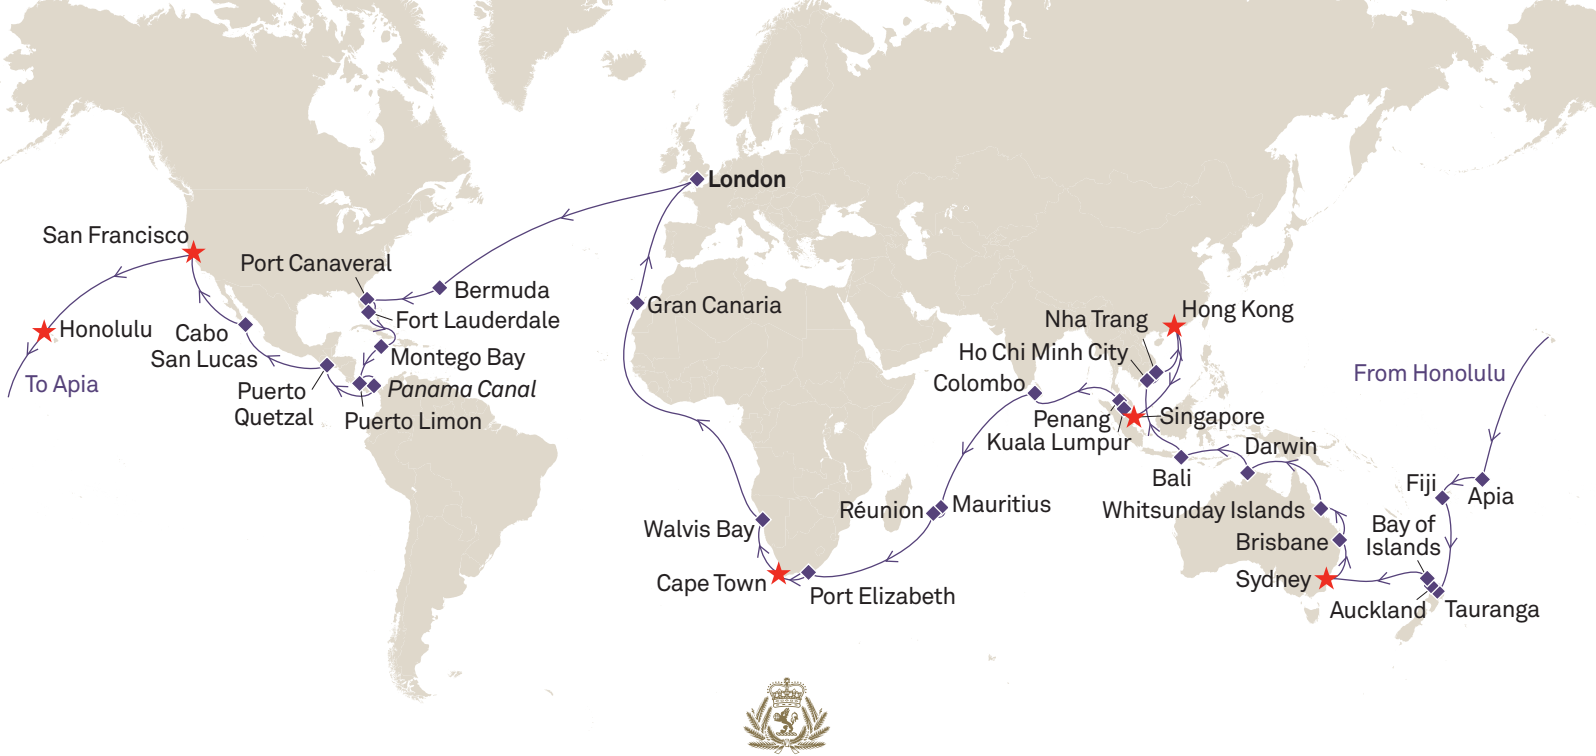 London
San Francisco
Port Canaveral
Bermuda
Gran Canaria
Fort Lauderdale
Honolulu
Cabo
San Lucas
Montego Bay
To Apia
Panama Canal
Puerto
Quetzal
Puerto Limon
Hong Kong
Nha Trang
Ho Chi Minh City
Colombo
From Honolulu
Penang
Singapore
Kuala Lumpur
Darwin
Bali
Fiji
Apia
Réunion
Mauritius
Whitsunday Islands
Walvis Bay
Bay of
Islands
Brisbane
Sydney
Cape Town
Port Elizabeth
Auckland
Tauranga